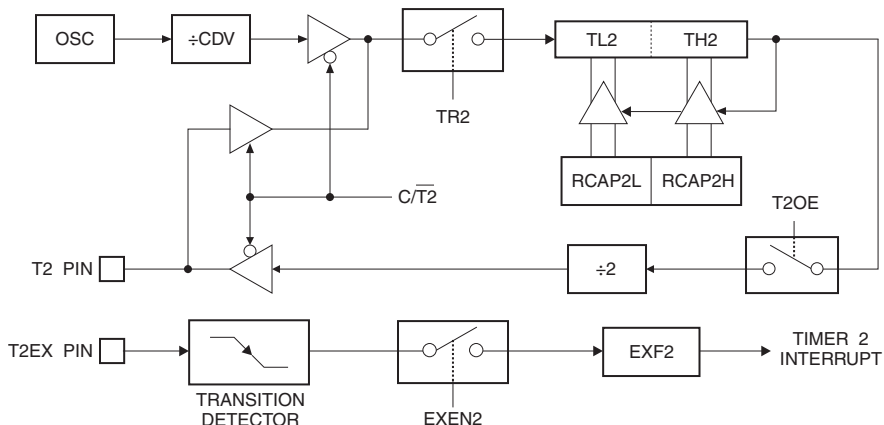 OSC
÷CDV
TR2
TL2
TH2
RCAP2L
RCAP2H
C/T̅2̅
T2OE
T2 PIN
÷2
T2EX PIN
TRANSITION
DETECTOR
EXEN2
EXF2
TIMER 2
INTERRUPT